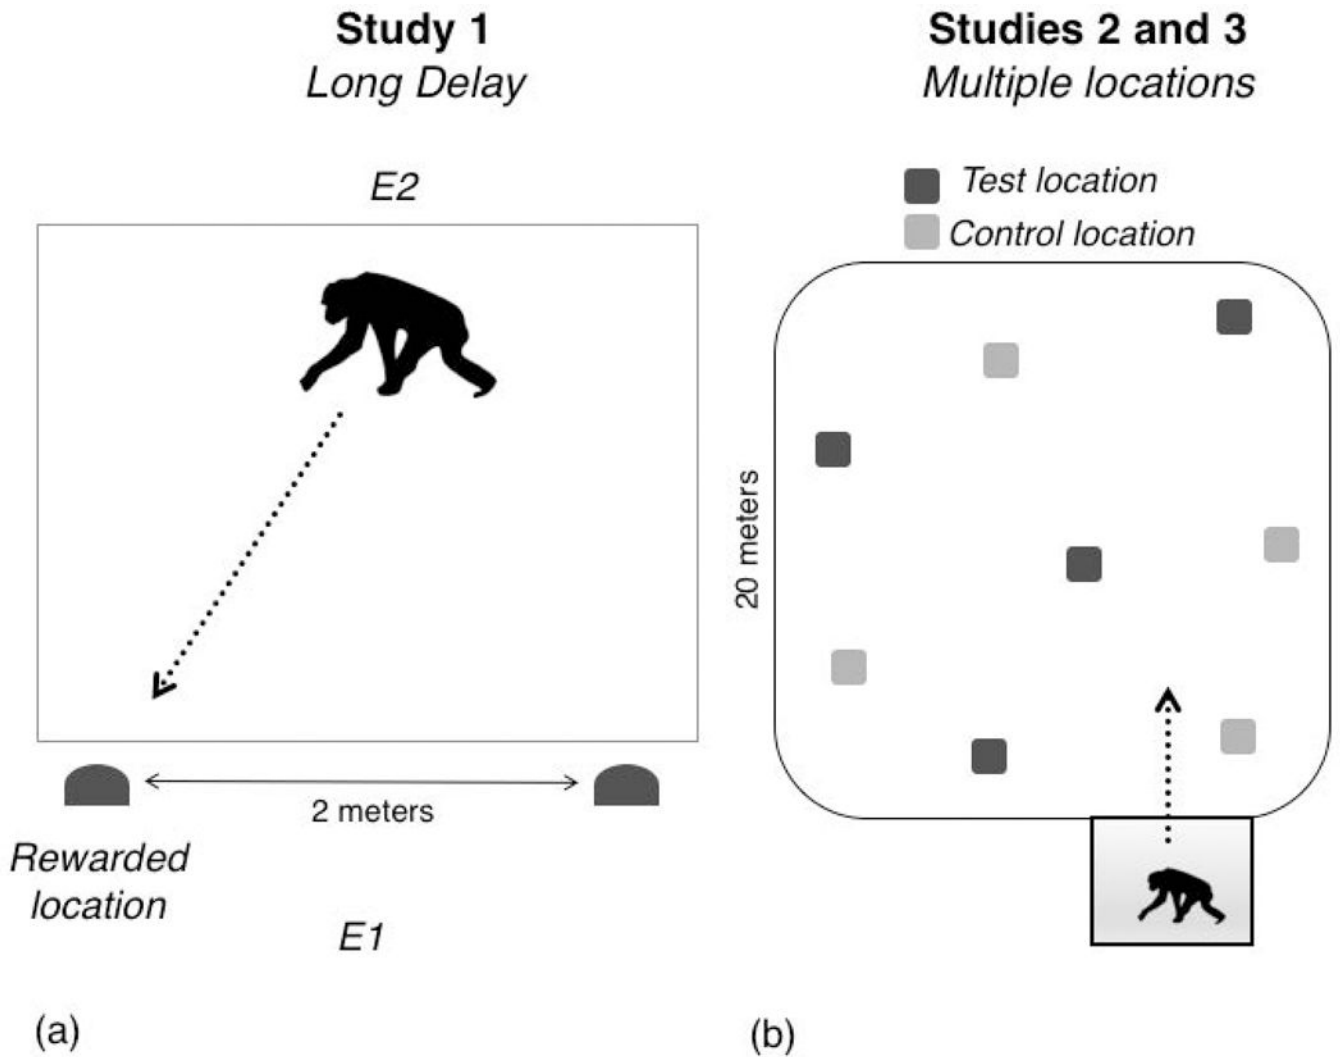 Study 1
Long Delay
E2
2 meters
Rewarded
location
E1
(a)
Studies 2 and 3
Multiple locations
Test location
Control location
20 meters
(b)